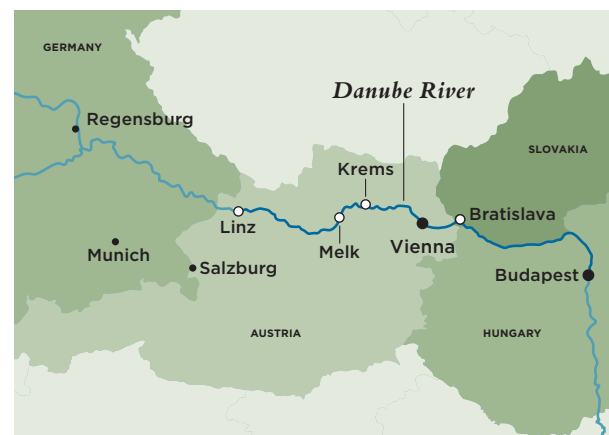 GERMANY
Danube River
Regensburg
SLOVAKIA
Krems
Bratislava
Linz
Vienna
Melk
Munich
Salzburg
Budapest
AUSTRIA
HUNGARY